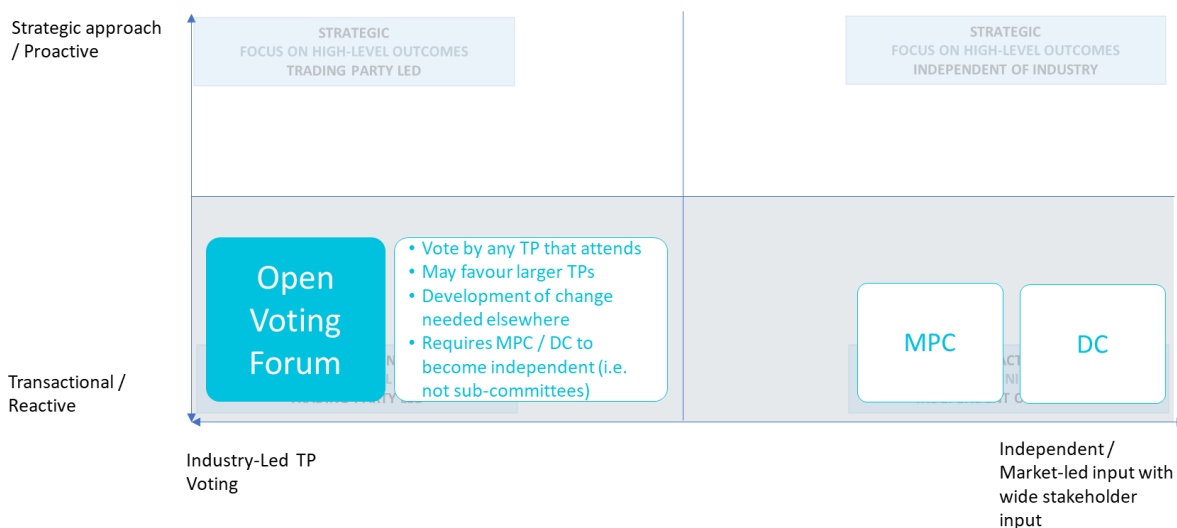 Strategic approach
/ Proactive
STRATEGIC
FOCUS ON HIGH-LEVEL OUTCOMES
TRADING PARTY LED
STRATEGIC
FOCUS ON HIGH-LEVEL OUTCOMES
INDEPENDENT OF INDUSTRY
Open
Voting
Forum
• Vote by any TP that attends
• May favour larger TPs
• Development of change
needed elsewhere
• Requires MPC / DC to
become independent (i.e.
not sub-committees)
MPC
DC
Transactional /
Reactive
Industry-Led TP
Voting
Independent /
Market-led input with
wide stakeholder
input